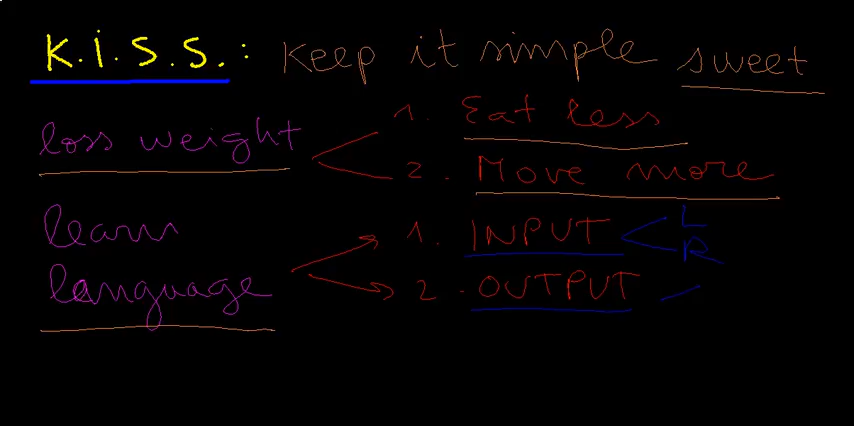 K.I.S.S.: Keep it simple sweet
loss weight
1. Eat less
2. Move more
learn
language
1. INPUT
L
R
2. OUTPUT